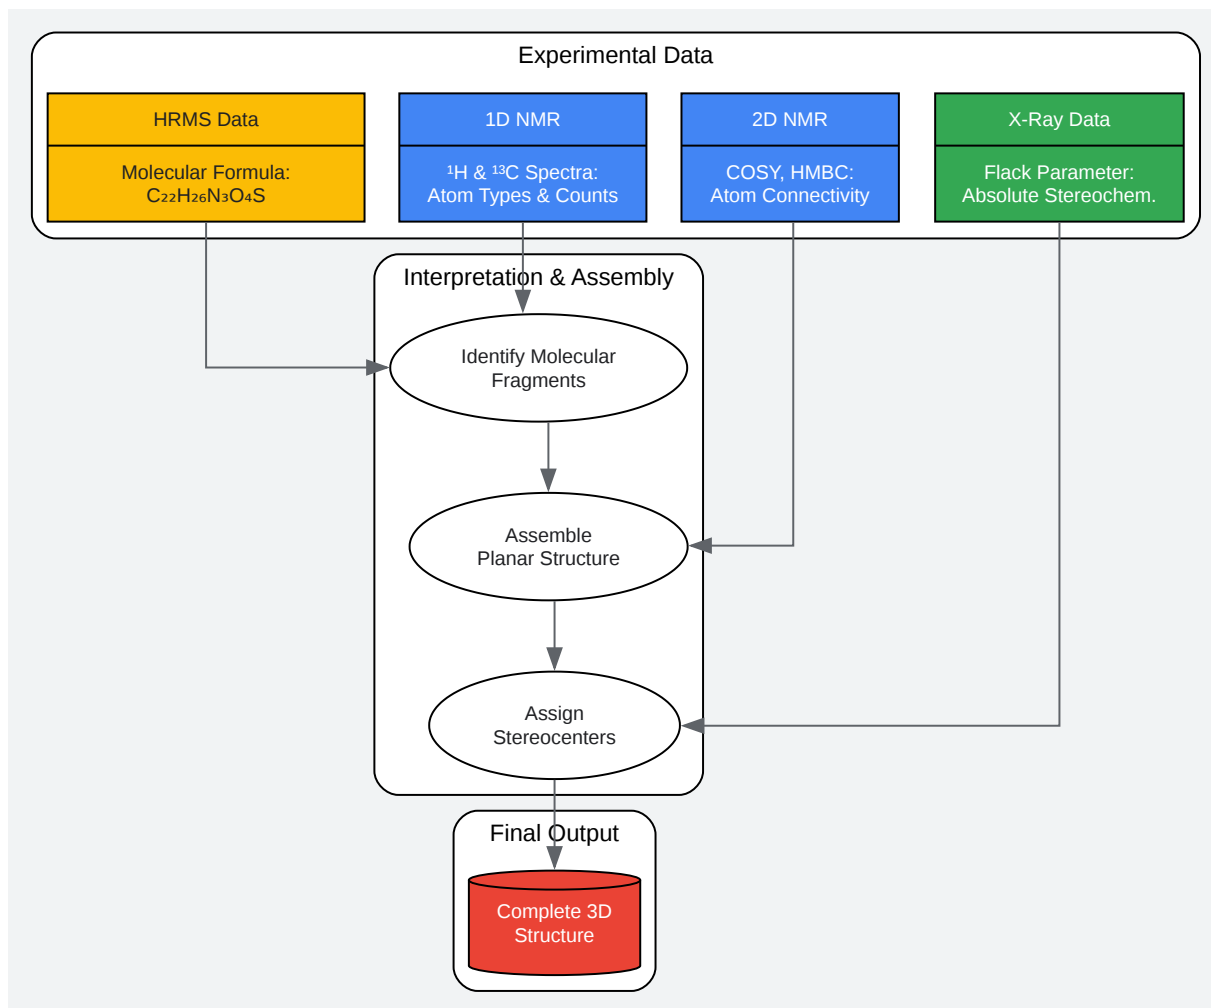 Experimental Data
HRMS Data
Molecular Formula:
C₂₂H₂₆N₃O₄S
1D NMR
¹H & ¹³C Spectra:
Atom Types & Counts
2D NMR
COSY, HMBC:
Atom Connectivity
X-Ray Data
Flack Parameter:
Absolute Stereochem.
Interpretation & Assembly
Identify Molecular
Fragments
Assemble
Planar Structure
Assign
Stereocenters
Final Output
Complete 3D
Structure